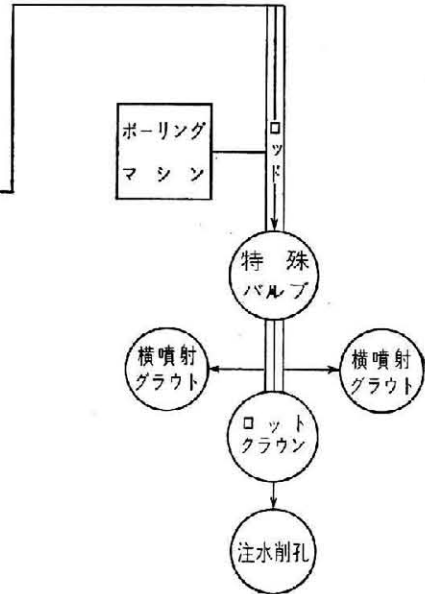 ボーリング
マシン
ロッド
特殊
バルブ
横噴射
グラウト
横噴射
グラウト
ロット
クラウン
注水削孔